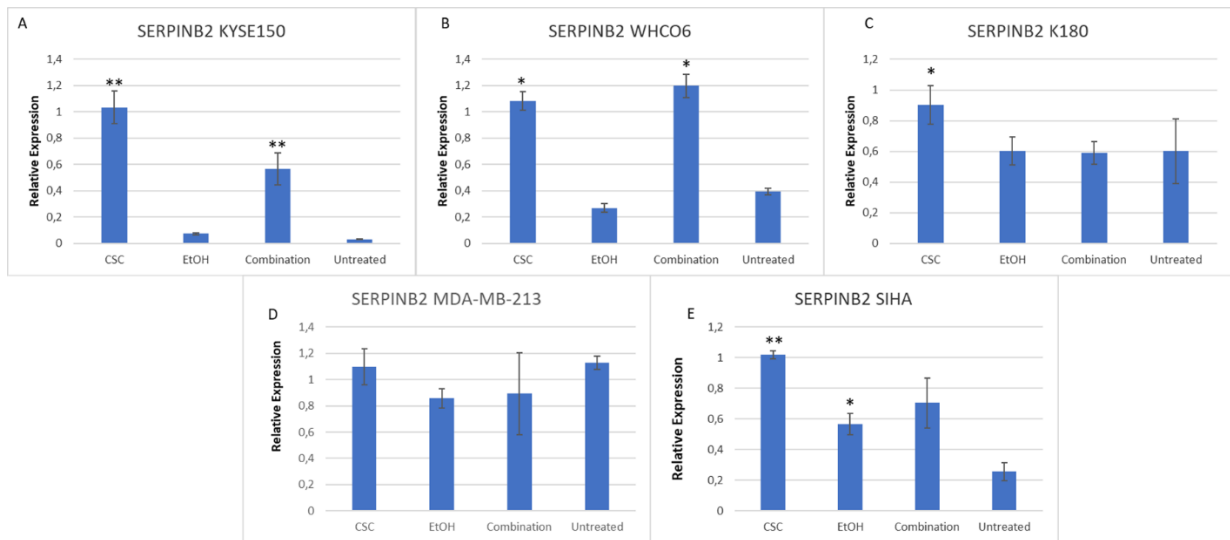 A
SERPINB2 KYSE150
Relative Expression
1,4
1,2
1
0,8
0,6
0,4
0,2
0
**
**
CSC
EtOH
Combination
Untreated
B
SERPINB2 WHCO6
Relative Expression
1,4
1,2
1
0,8
0,6
0,4
0,2
0
*
*
CSC
EtOH
Combination
Untreated
C
SERPINB2 K180
Relative Expression
1,2
1
0,8
0,6
0,4
0,2
0
*
CSC
EtOH
Combination
Untreated
D
SERPINB2 MDA-MB-213
Relative Expression
1,4
1,2
1
0,8
0,6
0,4
0,2
0
CSC
EtOH
Combination
Untreated
E
SERPINB2 SIHA
Relative Expression
1,2
1
0,8
0,6
0,4
0,2
0
**
*
CSC
EtOH
Combination
Untreated